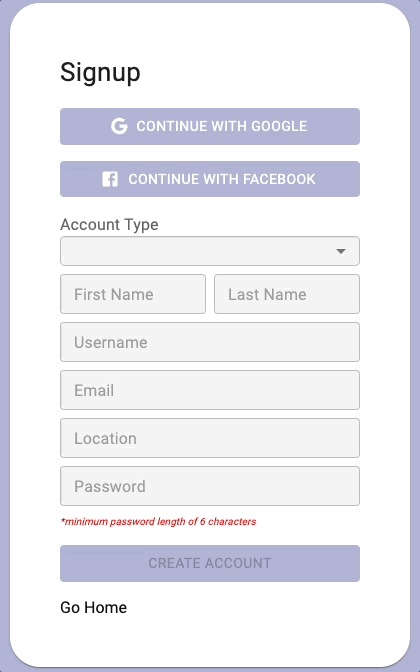 Signup
CONTINUE WITH GOOGLE
CONTINUE WITH FACEBOOK
Account Type
First Name Last Name
Username
Email
Location
Password
*minimum password length of 6 characters
CREATE ACCOUNT
Go Home